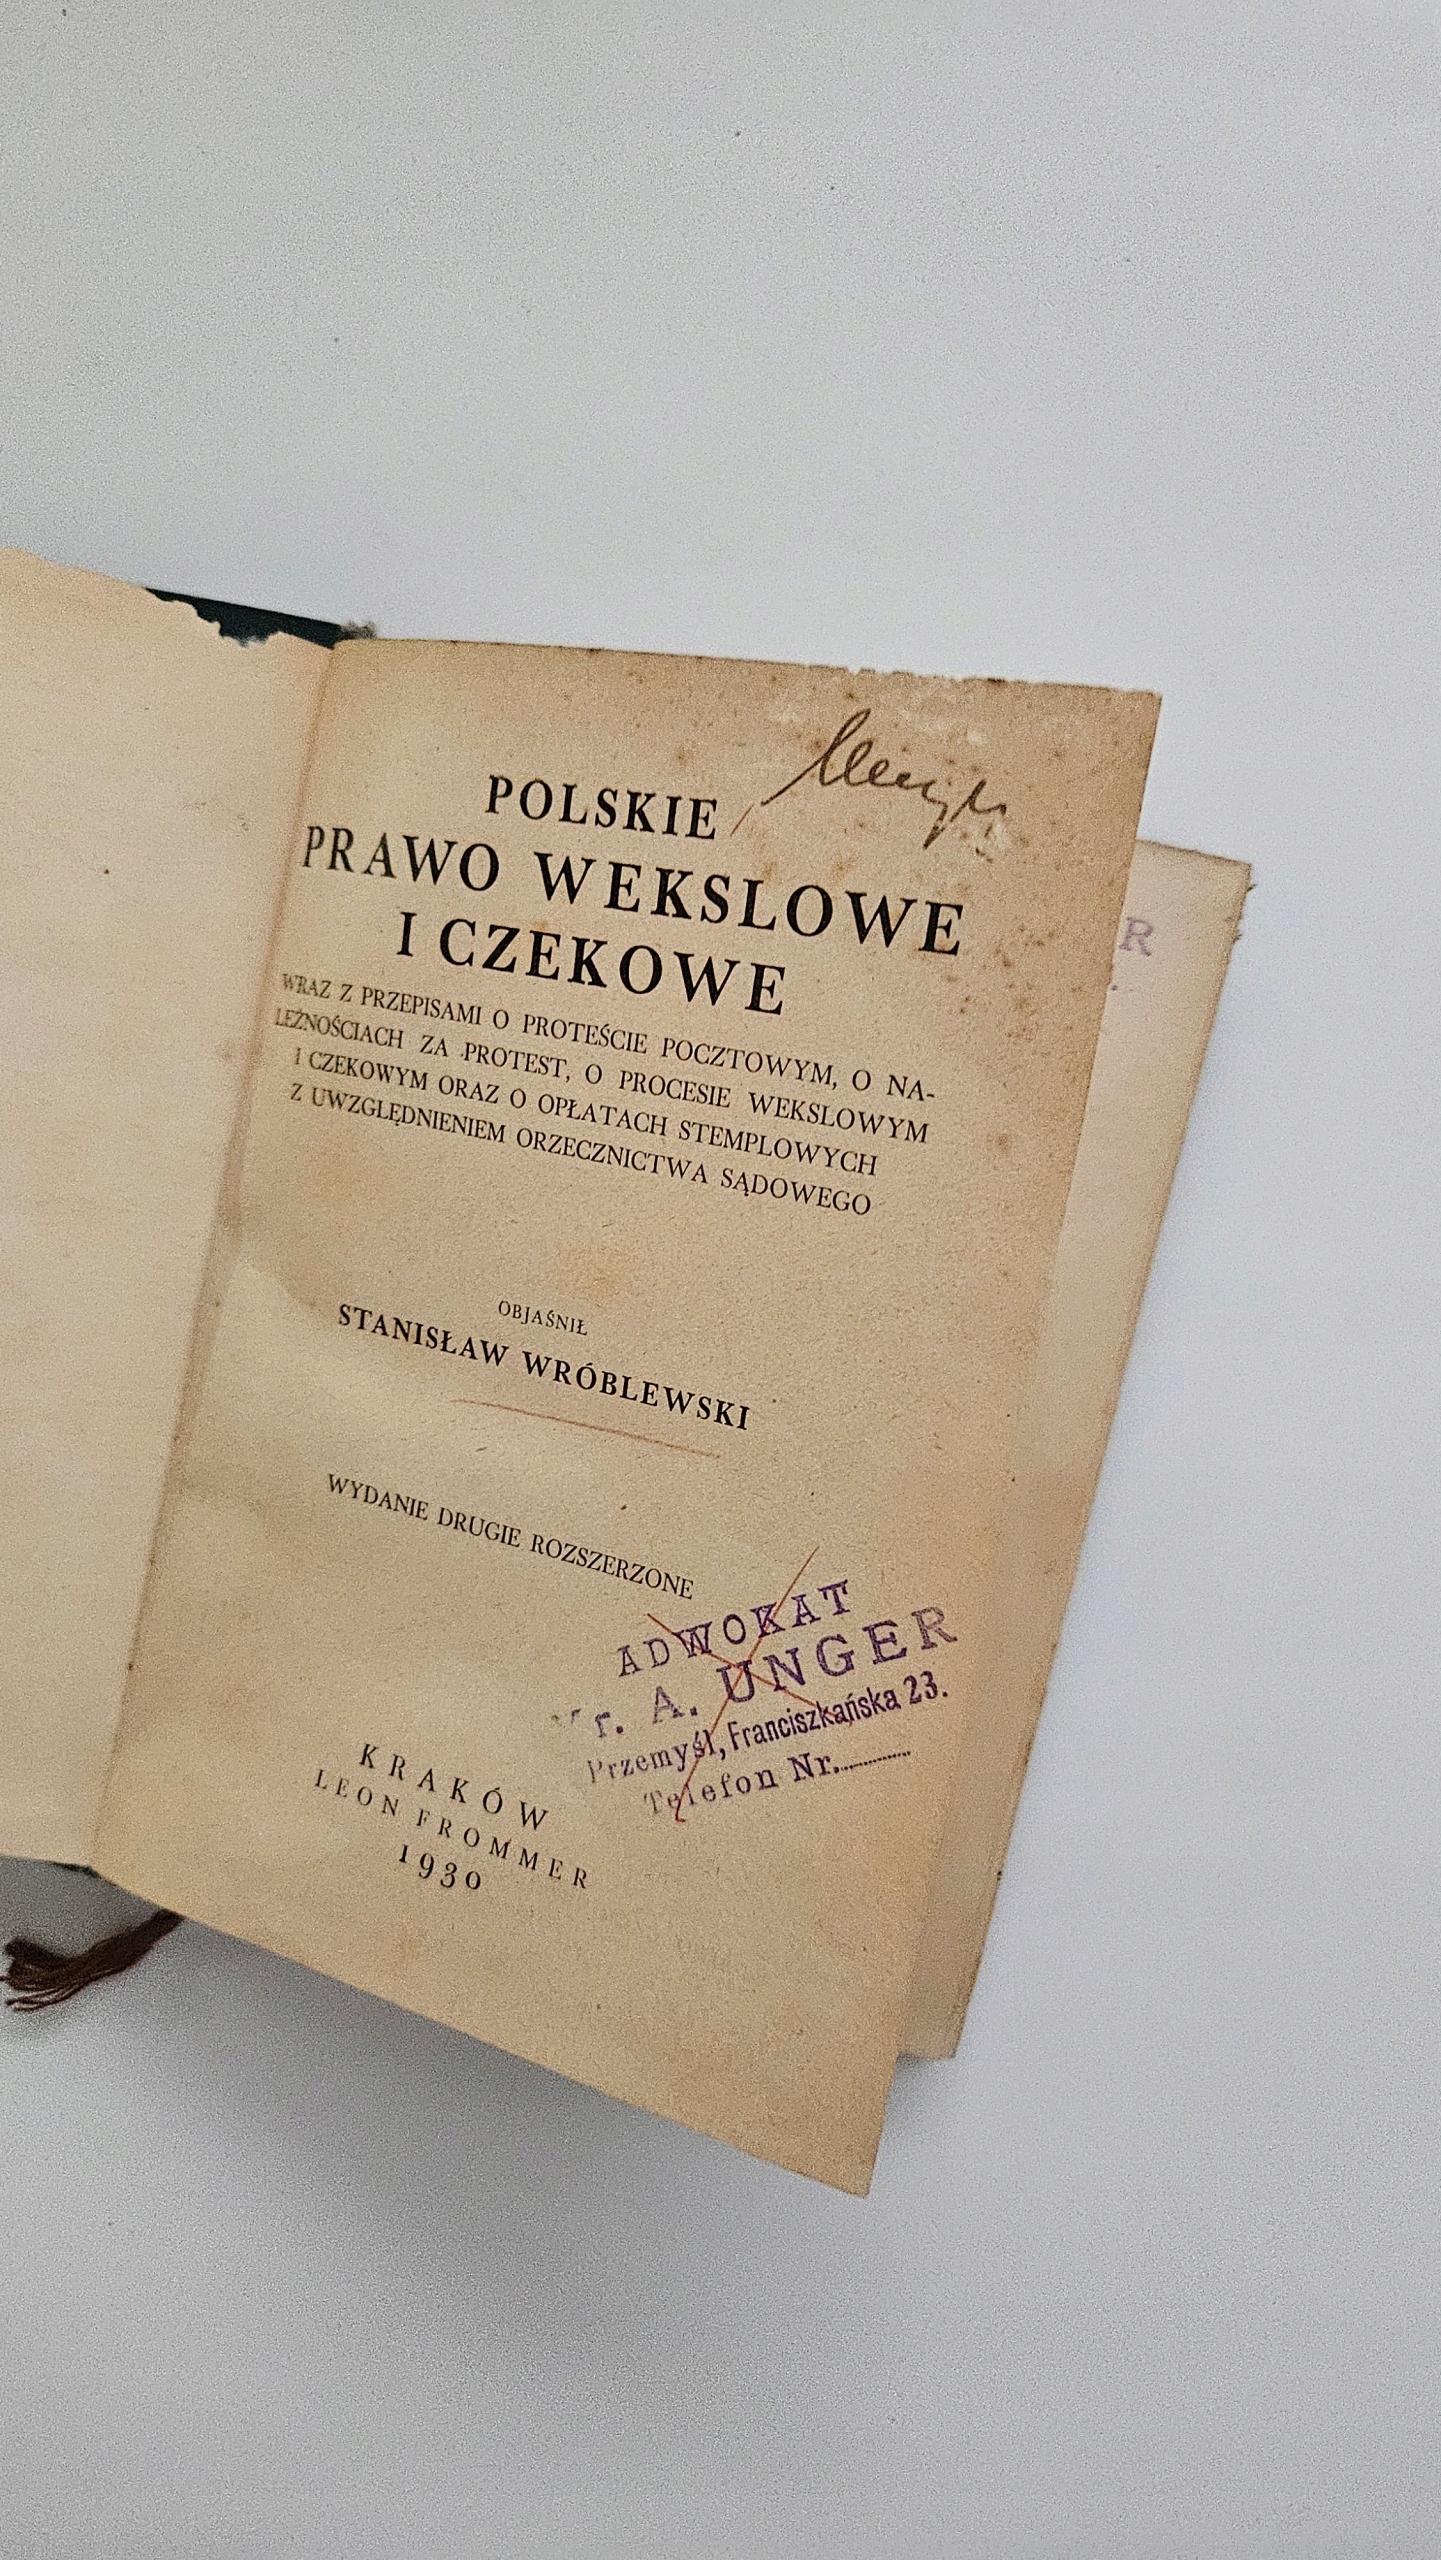 POLSKIE
PRAWO WEKSLOWE
I CZEKOWE
WRAZ Z PRZEPISAMI O PROTEŚCIE POCZTOWYM, O NA-
LEŻNOŚCIACH ZA PROTEST, O PROCESIE WEKSLOWYM
I CZEKOWYM ORAZ O OPŁATACH STEMPLOWYCH
Z UWZGLĘDNIENIEM ORZECZNICTWA SĄDOWEGO
OBJAŚNIŁ
STANISŁAW WRÓBLEWSKI
WYDANIE DRUGIE ROZSZERZONE
ADWOKAT
r. A. UNGER
Przemyśl, Franciszkańska 23.
Telefon Nr.
KRAKÓW
LEON FROMMER
1930
R